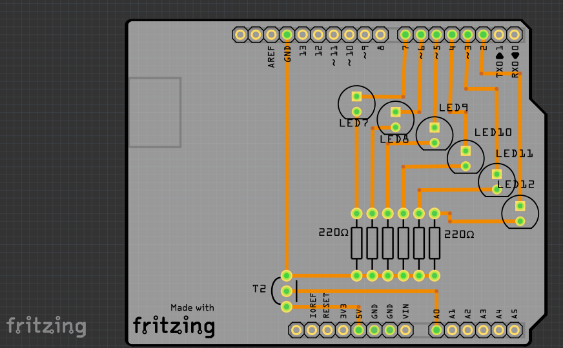 AREF
GND
13
12
~11
~10
~9
8
7
~6
~5
4
~3
2
TX0▶1
RX0◀0
LED7
LED8
LED9
LED10
LED11
LED12
220Ω
220Ω
T2
IOREF
RESET
3V3
5V
GND
GND
VIN
A0
A1
A2
A3
A4
A5
Made with
fritzing
fritzing